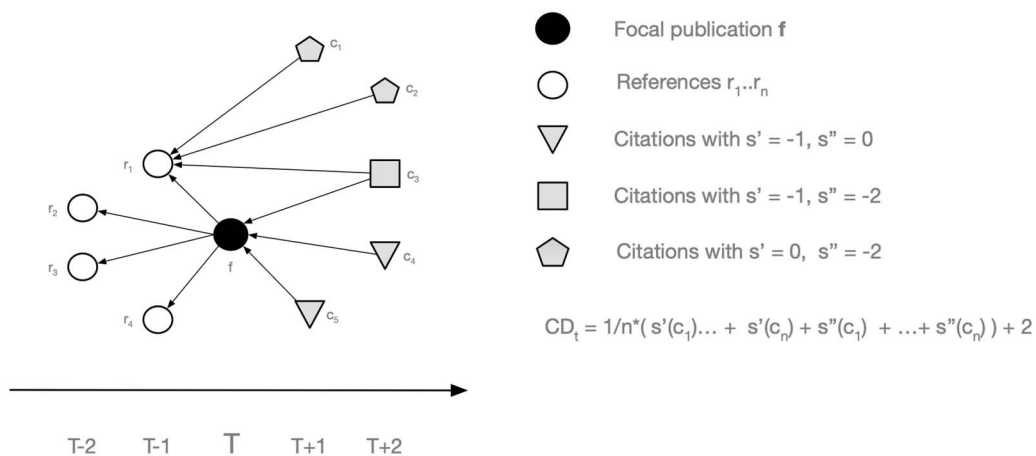 c₁
c₂
r₁
c₃
r₂
r₃
f
c₄
r₄
c₅
T-2 T-1 T T+1 T+2
Focal publication f
References r₁..rₙ
Citations with s' = -1, s” = 0
Citations with s' = -1, s” = -2
Citations with s' = 0, s” = -2
CDₜ = 1/n*( s'(c₁)... + s'(cₙ) + s”(c₁) + ...+ s”(cₙ) ) + 2